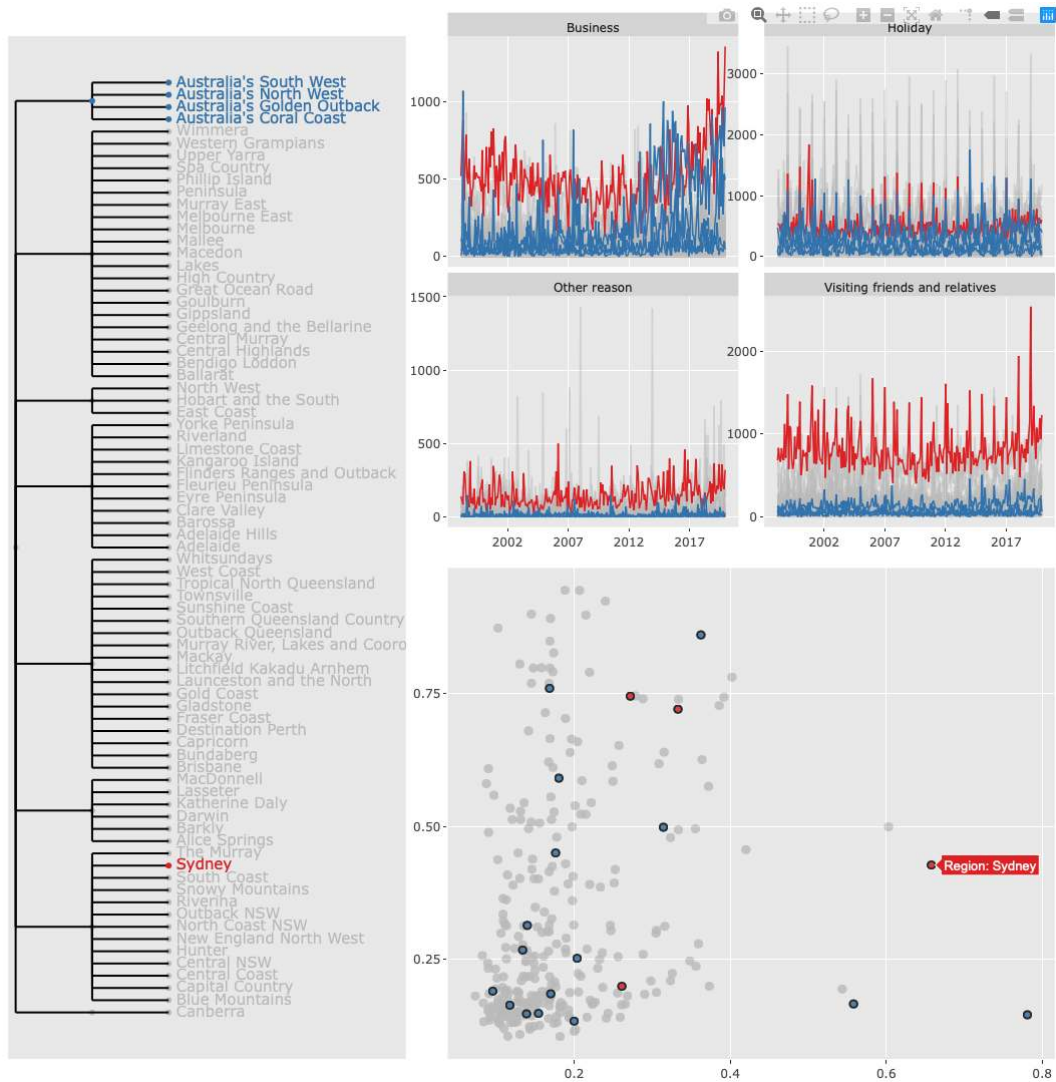 Australia's South West
Australia's North West
Australia's Golden Outback
Australia's Coral Coast
Wimmera
Western Grampians
Upper Yarra
Spa Country
Phillip Island
Peninsula
Murray East
Melbourne East
Melbourne
Mallee
Macedon
Lakes
High Country
Great Ocean Road
Goulburn
Gippsland
Geelong and the Bellarine
Central Murray
Central Highlands
Bendigo Loddon
Ballarat
North West
Hobart and the South
East Coast
Yorke Peninsula
Riverland
Limestone Coast
Kangaroo Island
Flinders Ranges and Outback
Fleurieu Peninsula
Eyre Peninsula
Clare Valley
Barossa
Adelaide Hills
Adelaide
Whitsundays
West Coast
Tropical North Queensland
Townsville
Sunshine Coast
Southern Queensland Country
Outback Queensland
Murray River, Lakes and Cooro
Mackay
Litchfield Kakadu Arnhem
Launceston and the North
Gold Coast
Gladstone
Fraser Coast
Destination Perth
Capricorn
Bundaberg
Brisbane
MacDonnell
Lasseter
Katherine Daly
Darwin
Barkly
Alice Springs
The Murray
Sydney
South Coast
Snowy Mountains
Riverina
Outback NSW
North Coast NSW
New England North West
Hunter
Central NSW
Central Coast
Capital Country
Blue Mountains
Canberra
Business
1000
500
0
Holiday
3000
2000
1000
0
Other reason
1500
1000
500
0
2002 2007 2012 2017
Visiting friends and relatives
2000
1000
0
2002 2007 2012 2017
0.75
0.50
0.25
Region: Sydney
0.2 0.4 0.6 0.8